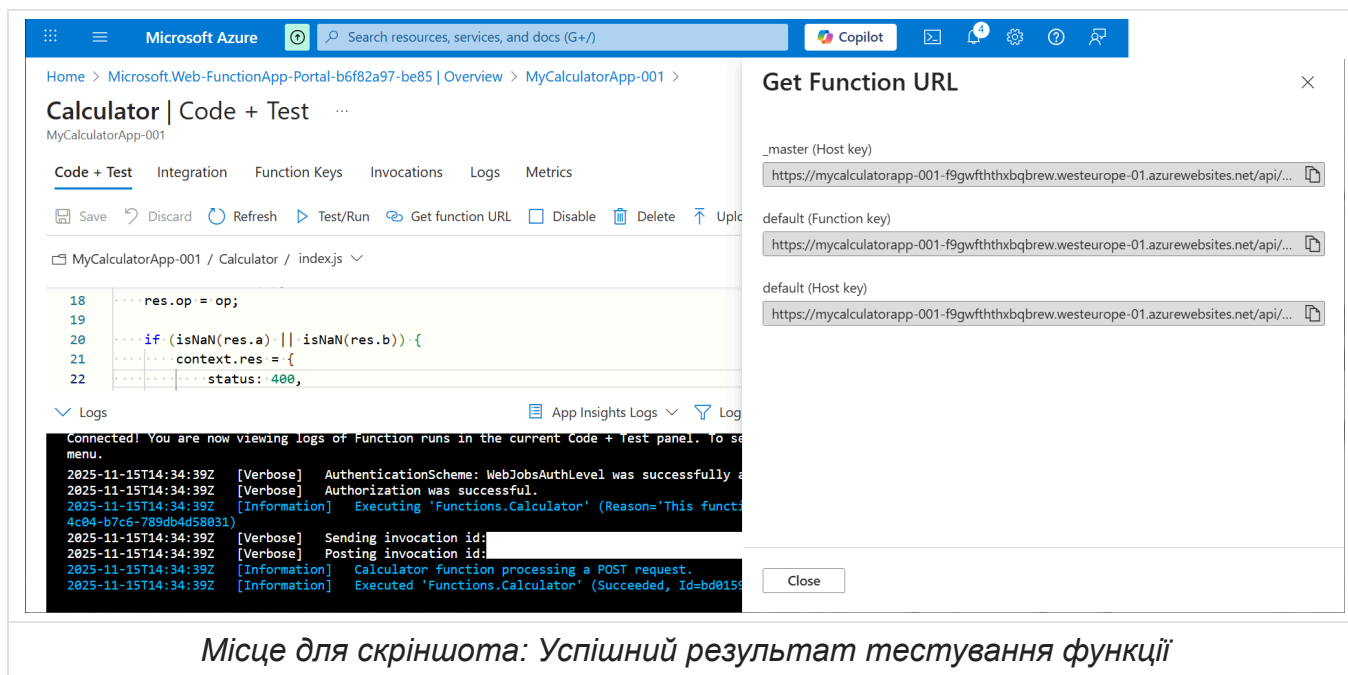 Microsoft Azure
Search resources, services, and docs (G+/)
Copilot
4
Home > Microsoft.Web-FunctionApp-Portal-b6f82a97-be85 | Overview > MyCalculatorApp-001 >
Calculator | Code + Test ...
MyCalculatorApp-001
Code + Test Integration Function Keys Invocations Logs Metrics
Save Discard Refresh Test/Run Get function URL Disable Delete Uplo
MyCalculatorApp-001 / Calculator / index.js
18 res.op = op;
19
20 if (isNaN(res.a) || isNaN(res.b)) {
21 context.res = {
22 status: 400,
Logs App Insights Logs Log
Connected! You are now viewing logs of Function runs in the current Code + Test panel. To se
menu.
2025-11-15T14:34:39Z [Verbose] AuthenticationScheme: WebJobsAuthLevel was successfully a
2025-11-15T14:34:39Z [Verbose] Authorization was successful.
2025-11-15T14:34:39Z [Information] Executing 'Functions.Calculator' (Reason='This functi
4c04-b7c6-789db4d58031)
2025-11-15T14:34:39Z [Verbose] Sending invocation id:
2025-11-15T14:34:39Z [Verbose] Posting invocation id:
2025-11-15T14:34:39Z [Information] Calculator function processing a POST request.
2025-11-15T14:34:39Z [Information] Executed 'Functions.Calculator' (Succeeded, Id=bd0159
Get Function URL
_master (Host key)
https://mycalculatorapp-001-f9gwfththxbqbrew.westeurope-01.azurewebsites.net/api/...
default (Function key)
https://mycalculatorapp-001-f9gwfththxbqbrew.westeurope-01.azurewebsites.net/api/...
default (Host key)
https://mycalculatorapp-001-f9gwfththxbqbrew.westeurope-01.azurewebsites.net/api/...
Close
Місце для скріншота: Успішний результат тестування функції